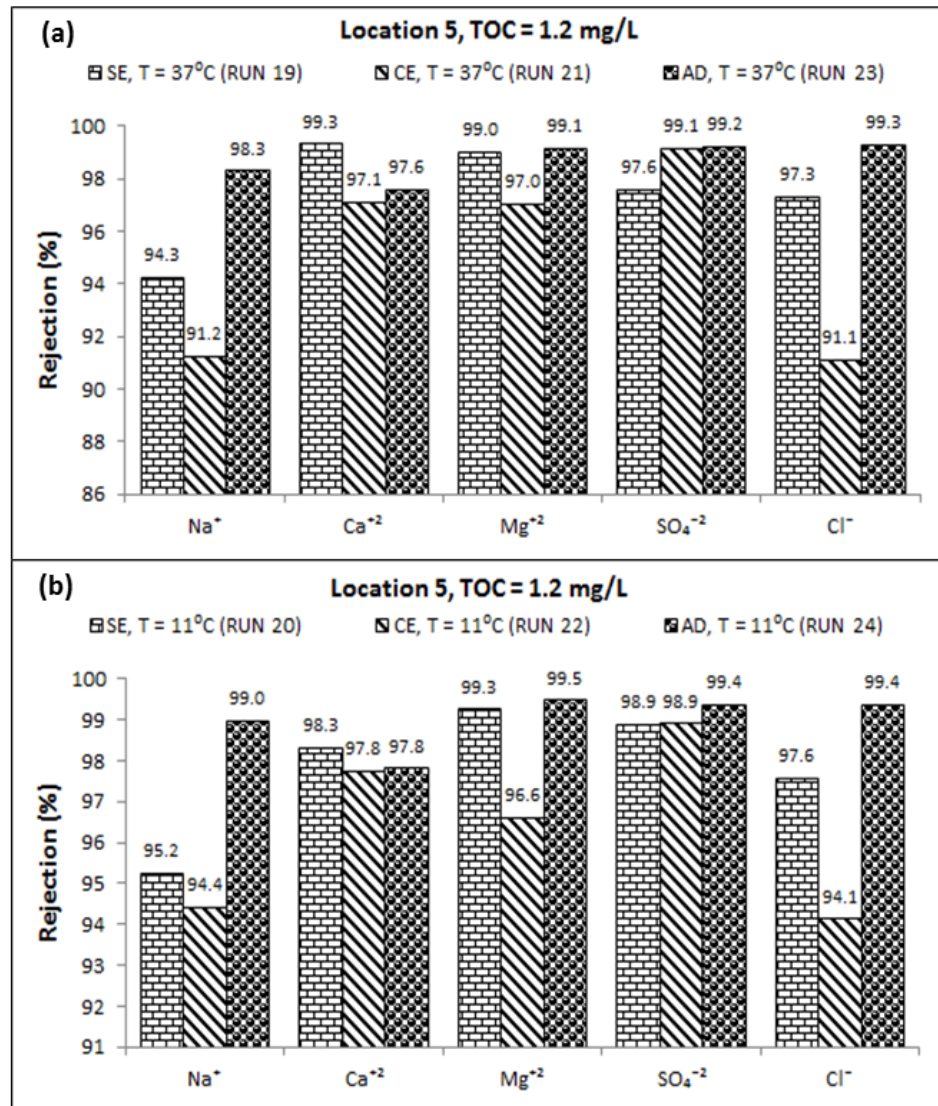 (a)
Location 5, TOC = 1.2 mg/L
SE, T = 37⁰C (RUN 19) CE, T = 37⁰C (RUN 21) AD, T = 37⁰C (RUN 23)
Rejection (%)
100
98
96
94
92
90
88
86
94.3 91.2 98.3
99.3 97.1 97.6
99.0 97.0 99.1
97.6 99.1 99.2
97.3 91.1 99.3
Na⁺ Ca⁺² Mg⁺² SO₄⁻² Cl⁻
(b)
Location 5, TOC = 1.2 mg/L
SE, T = 11⁰C (RUN 20) CE, T = 11⁰C (RUN 22) AD, T = 11⁰C (RUN 24)
Rejection (%)
100
99
98
97
96
95
94
93
92
91
95.2 94.4 99.0
98.3 97.8 97.8
99.3 96.6 99.5
98.9 98.9 99.4
97.6 94.1 99.4
Na⁺ Ca⁺² Mg⁺² SO₄⁻² Cl⁻